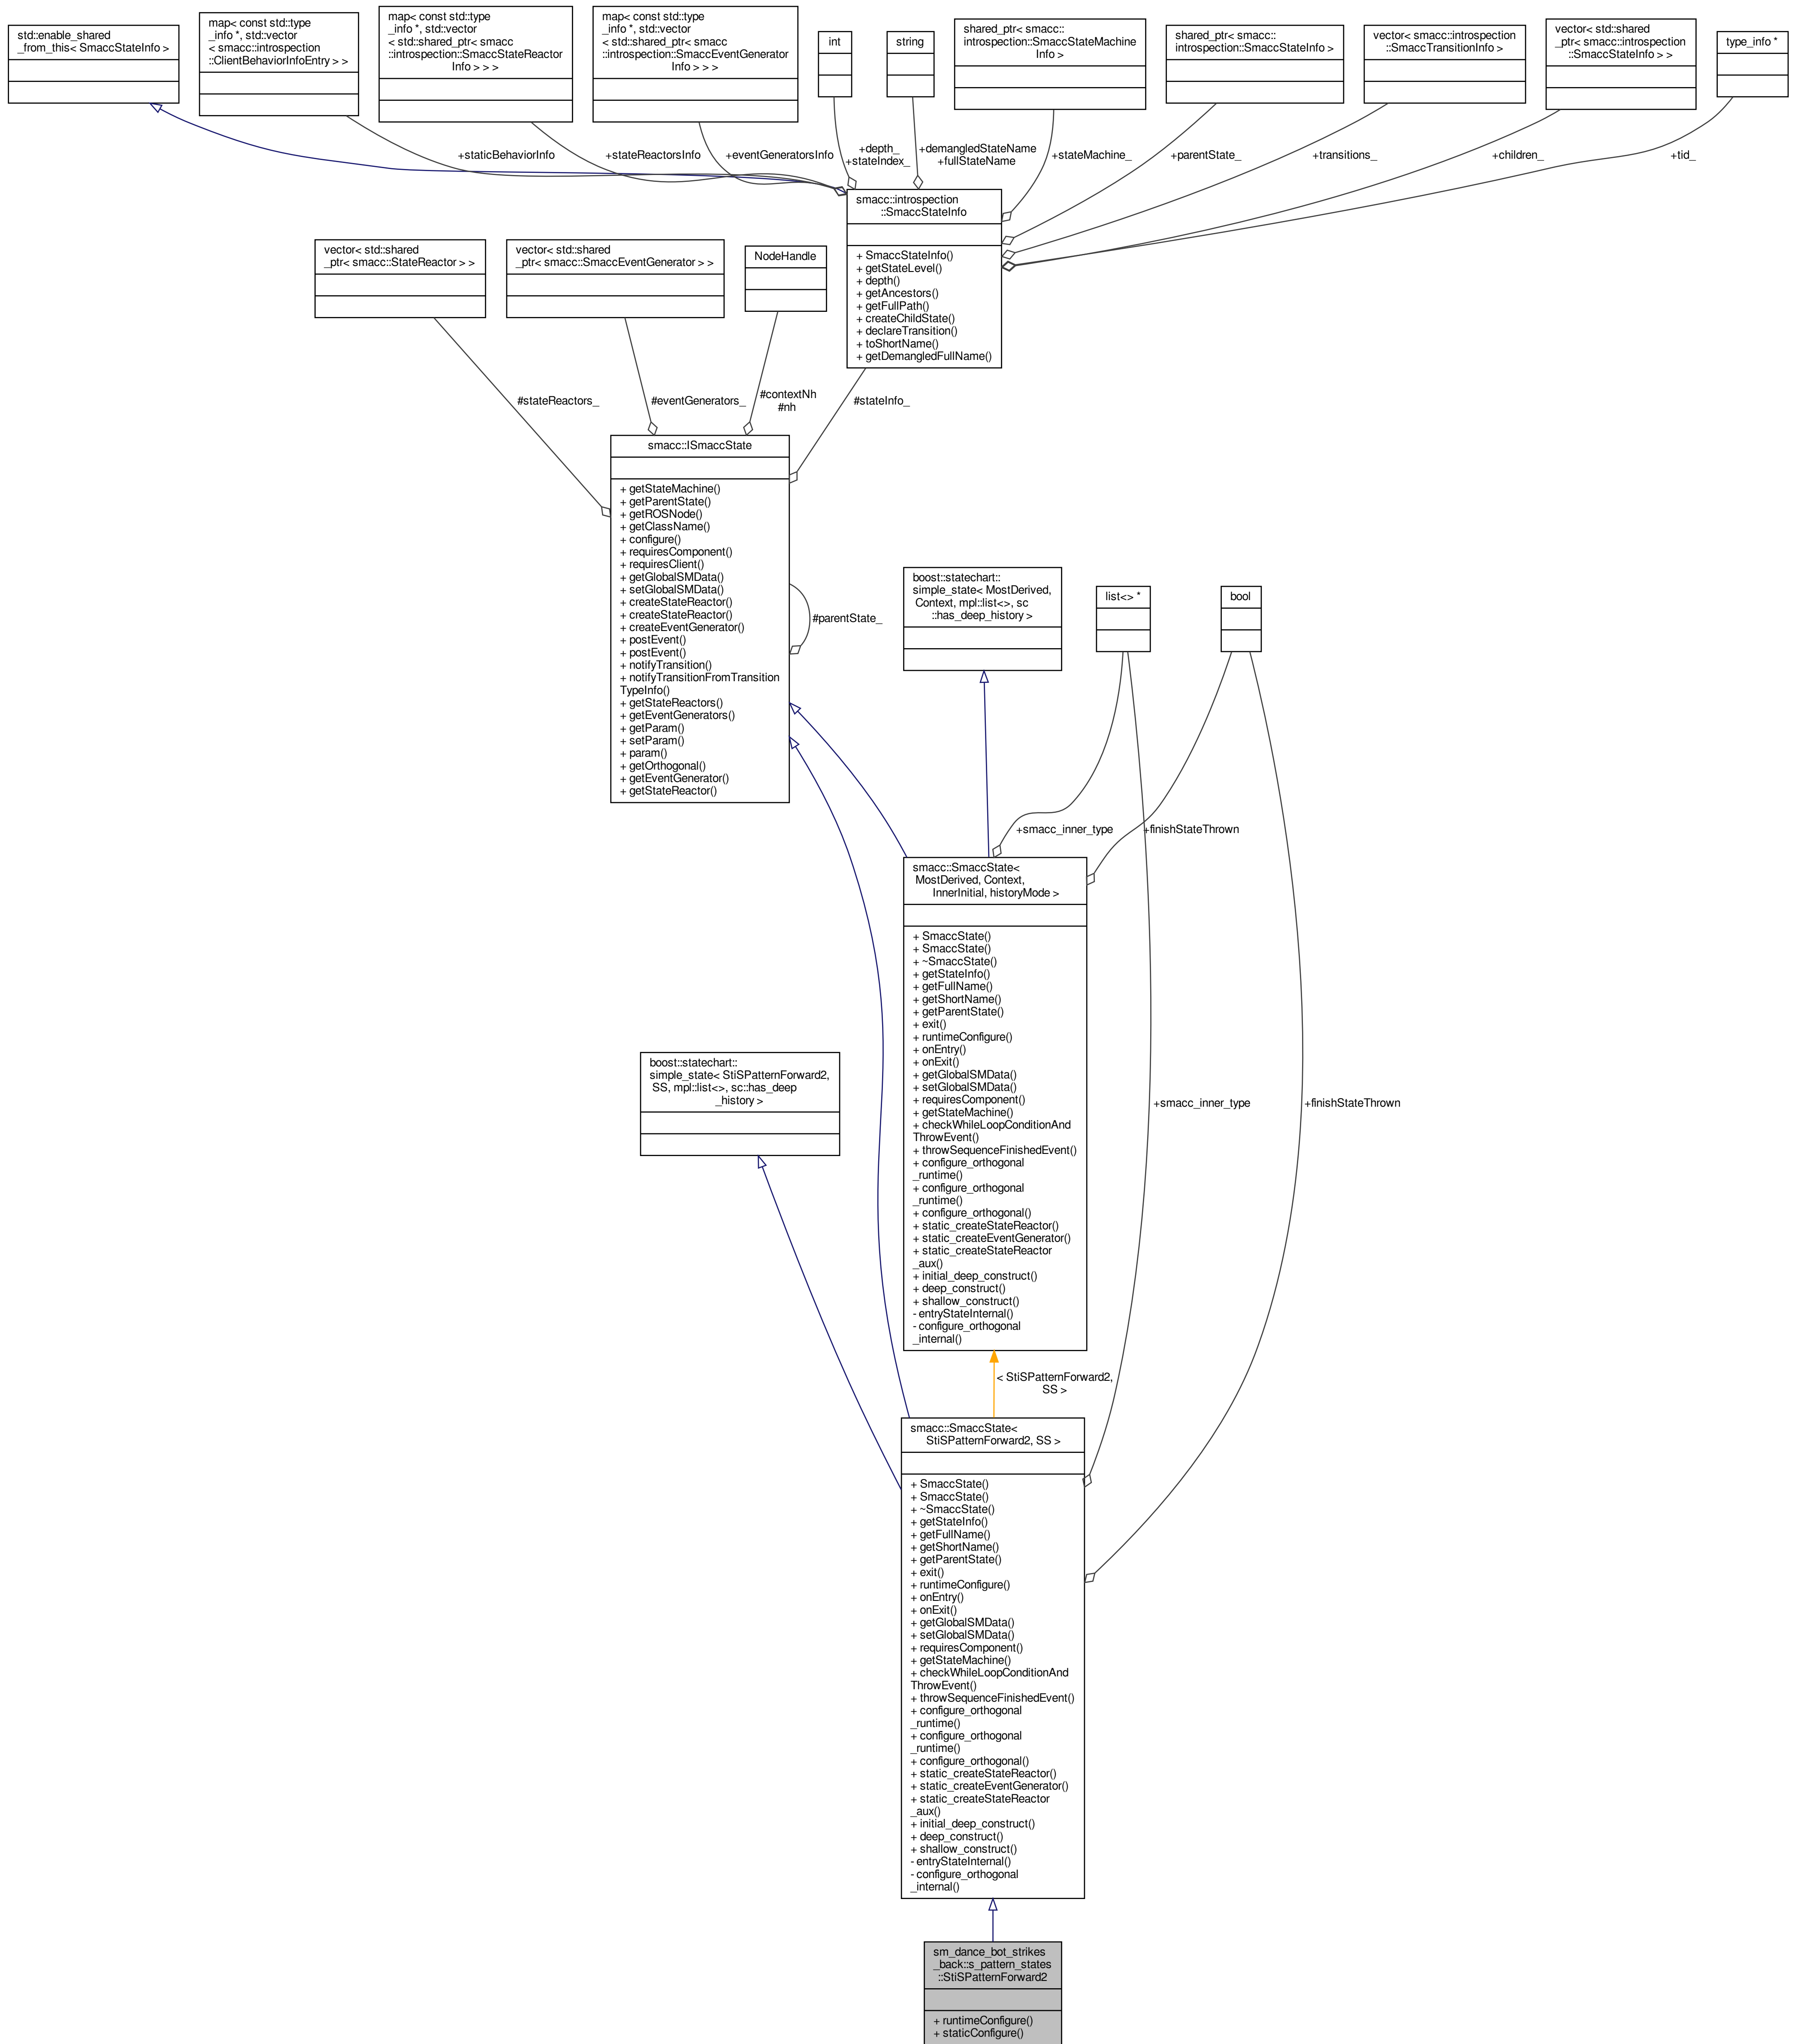 std::enable_shared
_from_this< SmaccStateInfo >
map< const std::type
_info *, std::vector
< smacc::introspection
::ClientBehaviorInfoEntry > >
map< const std::type
_info *, std::vector
< std::shared_ptr< smacc
::introspection::SmaccStateReactor
Info > > >
map< const std::type
_info *, std::vector
< std::shared_ptr< smacc
::introspection::SmaccEventGenerator
Info > > >
int
string
shared_ptr< smacc::
introspection::SmaccStateMachine
Info >
shared_ptr< smacc::
introspection::SmaccStateInfo >
vector< smacc::introspection
::SmaccTransitionInfo >
vector< std::shared
_ptr< smacc::introspection
::SmaccStateInfo > >
type_info *
+staticBehaviorInfo
+stateReactorsInfo
+eventGeneratorsInfo
+depth_
+stateIndex_
+demangledStateName
+fullStateName
+stateMachine_
+parentState_
+transitions_
+children_
+tid_
smacc::introspection
::SmaccStateInfo
+ SmaccStateInfo()
+ getStateLevel()
+ depth()
+ getAncestors()
+ getFullPath()
+ createChildState()
+ declareTransition()
+ toShortName()
+ getDemangledFullName()
vector< std::shared
_ptr< smacc::StateReactor > >
vector< std::shared
_ptr< smacc::SmaccEventGenerator > >
NodeHandle
#stateReactors_
#eventGenerators_
#contextNh
#nh
#stateInfo_
smacc::ISmaccState
+ getStateMachine()
+ getParentState()
+ getROSNode()
+ getClassName()
+ configure()
+ requiresComponent()
+ requiresClient()
+ getGlobalSMData()
+ setGlobalSMData()
+ createStateReactor()
+ createStateReactor()
+ createEventGenerator()
+ postEvent()
+ postEvent()
+ notifyTransition()
+ notifyTransitionFromTransition
TypeInfo()
+ getStateReactors()
+ getEventGenerators()
+ getParam()
+ setParam()
+ param()
+ getOrthogonal()
+ getEventGenerator()
+ getStateReactor()
#parentState_
boost::statechart::
simple_state< MostDerived,
Context, mpl::list<>, sc
::has_deep_history >
list<> *
bool
+smacc_inner_type
+finishStateThrown
smacc::SmaccState<
MostDerived, Context,
InnerInitial, historyMode >
+ SmaccState()
+ SmaccState()
+ ~SmaccState()
+ getStateInfo()
+ getFullName()
+ getShortName()
+ getParentState()
+ exit()
+ runtimeConfigure()
+ onEntry()
+ onExit()
+ getGlobalSMData()
+ setGlobalSMData()
+ requiresComponent()
+ getStateMachine()
+ checkWhileLoopConditionAnd
ThrowEvent()
+ throwSequenceFinishedEvent()
+ configure_orthogonal
_runtime()
+ configure_orthogonal
_runtime()
+ configure_orthogonal()
+ static_createStateReactor()
+ static_createEventGenerator()
+ static_createStateReactor
_aux()
+ initial_deep_construct()
+ deep_construct()
+ shallow_construct()
- entryStateInternal()
- configure_orthogonal
_internal()
boost::statechart::
simple_state< StiSPatternForward2,
SS, mpl::list<>, sc::has_deep
_history >
+smacc_inner_type
+finishStateThrown
< StiSPatternForward2,
SS >
smacc::SmaccState<
StiSPatternForward2, SS >
+ SmaccState()
+ SmaccState()
+ ~SmaccState()
+ getStateInfo()
+ getFullName()
+ getShortName()
+ getParentState()
+ exit()
+ runtimeConfigure()
+ onEntry()
+ onExit()
+ getGlobalSMData()
+ setGlobalSMData()
+ requiresComponent()
+ getStateMachine()
+ checkWhileLoopConditionAnd
ThrowEvent()
+ throwSequenceFinishedEvent()
+ configure_orthogonal
_runtime()
+ configure_orthogonal
_runtime()
+ configure_orthogonal()
+ static_createStateReactor()
+ static_createEventGenerator()
+ static_createStateReactor
_aux()
+ initial_deep_construct()
+ deep_construct()
+ shallow_construct()
- entryStateInternal()
- configure_orthogonal
_internal()
sm_dance_bot_strikes
_back::s_pattern_states
::StiSPatternForward2
+ runtimeConfigure()
+ staticConfigure()